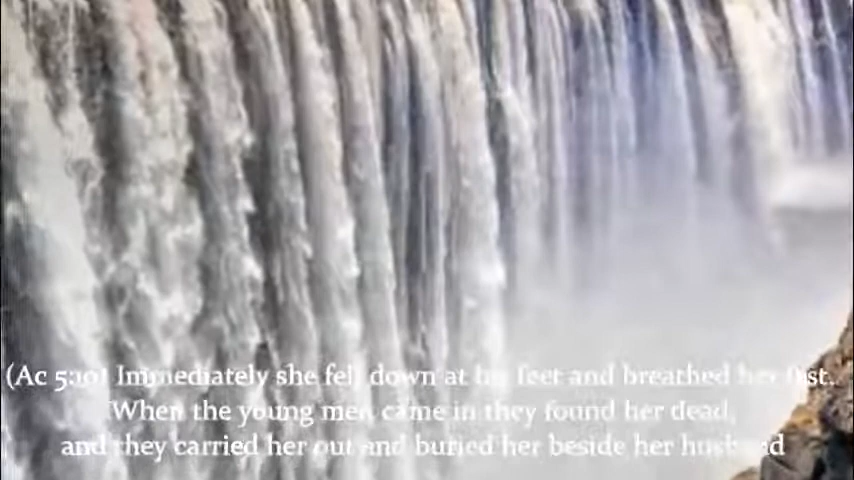 (Ac 5:10) Immediately she fell down at his feet and breathed her last.
When the young men came in they found her dead,
and they carried her out and buried her beside her husband